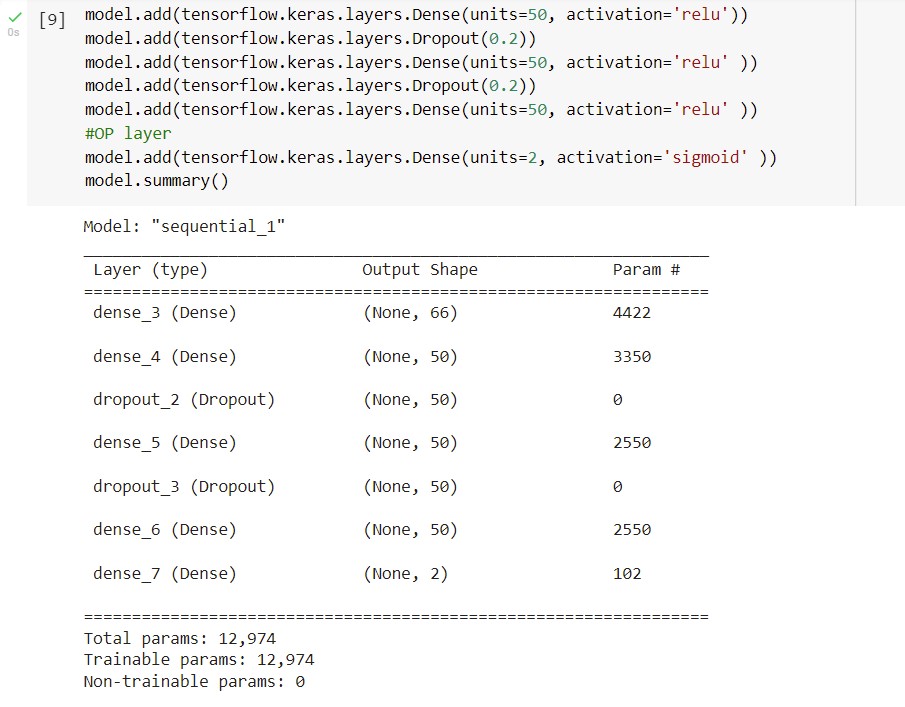 [9] model.add(tensorflow.keras.layers.Dense(units=50, activation='relu'))
0s
model.add(tensorflow.keras.layers.Dropout(0.2))
model.add(tensorflow.keras.layers.Dense(units=50, activation='relu' ))
model.add(tensorflow.keras.layers.Dropout(0.2))
model.add(tensorflow.keras.layers.Dense(units=50, activation='relu' ))
#OP layer
model.add(tensorflow.keras.layers.Dense(units=2, activation='sigmoid' ))
model.summary()
Model: "sequential_1"
_________________________________________________________________
Layer (type) Output Shape Param #
=================================================================
dense_3 (Dense) (None, 66) 4422
dense_4 (Dense) (None, 50) 3350
dropout_2 (Dropout) (None, 50) 0
dense_5 (Dense) (None, 50) 2550
dropout_3 (Dropout) (None, 50) 0
dense_6 (Dense) (None, 50) 2550
dense_7 (Dense) (None, 2) 102
=================================================================
Total params: 12,974
Trainable params: 12,974
Non-trainable params: 0